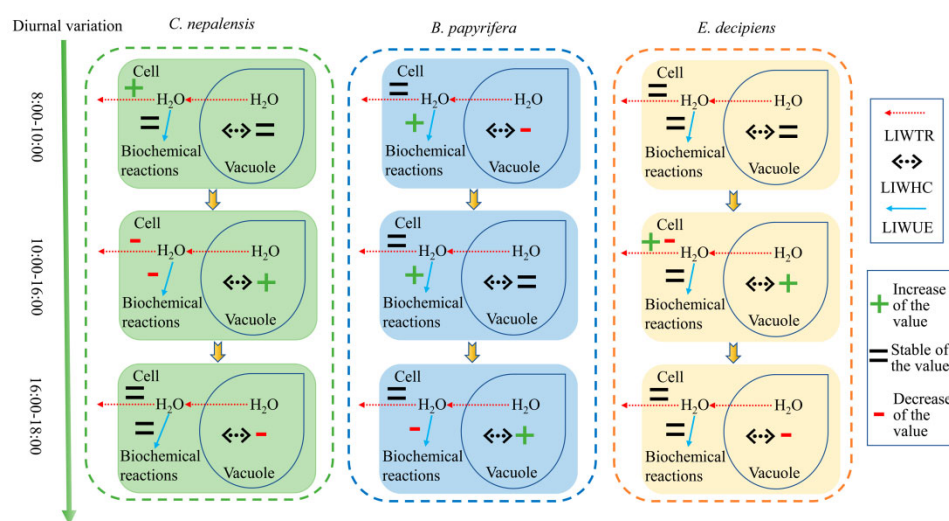 Diurnal variation
C. nepalensis
B. papyrifera
E. decipiens
8:00-10:00
Cell
H₂O
H₂O
Biochemical
reactions
Vacuole
Cell
H₂O
H₂O
Biochemical
reactions
Vacuole
Cell
H₂O
H₂O
Biochemical
reactions
Vacuole
10:00-16:00
Cell
H₂O
H₂O
Biochemical
reactions
Vacuole
Cell
H₂O
H₂O
Biochemical
reactions
Vacuole
Cell
H₂O
H₂O
Biochemical
reactions
Vacuole
16:00-18:00
Cell
H₂O
H₂O
Biochemical
reactions
Vacuole
Cell
H₂O
H₂O
Biochemical
reactions
Vacuole
Cell
H₂O
H₂O
Biochemical
reactions
Vacuole
LIWTR
LIWHC
LIWUE
Increase
of the
value
Stable of
the value
Decrease
of the
value